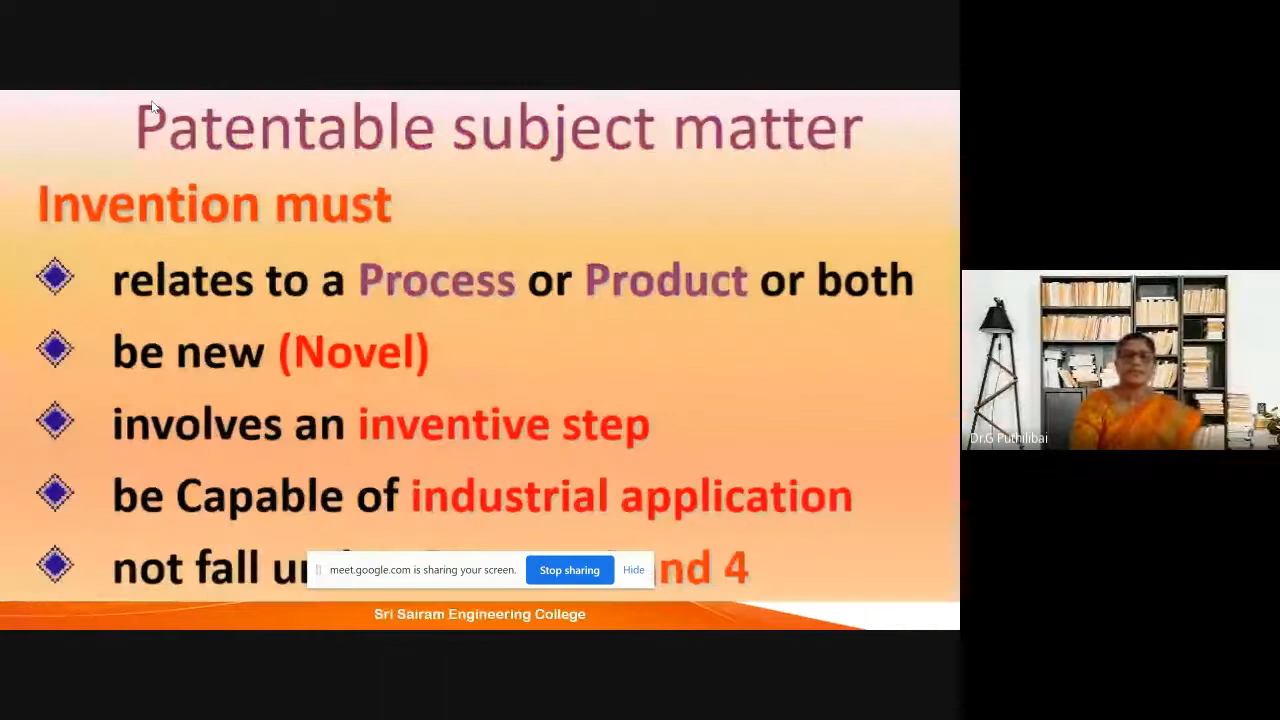 Patentable subject matter
Invention must
relates to a Process or Product or both
be new (Novel)
involves an inventive step
be Capable of industrial application
not fall nd 4
meet.google.com is sharing your screen. Stop sharing Hide
Sri Sairam Engineering College
Dr.G Puthilibai